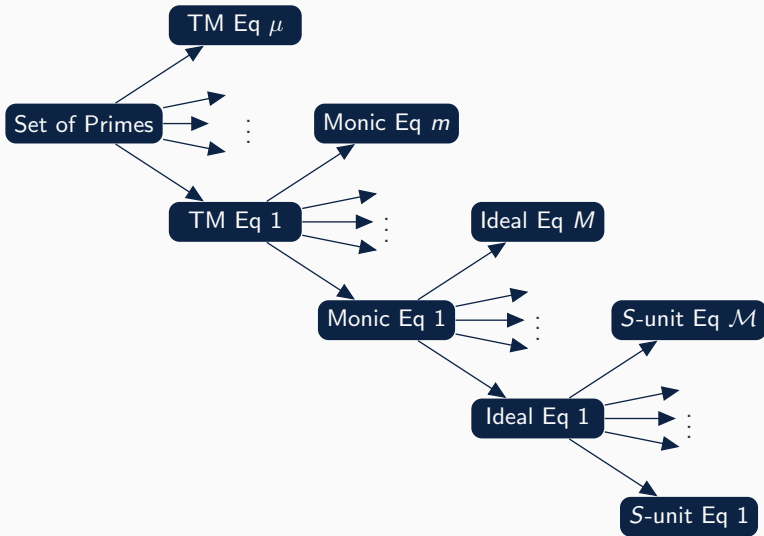 TM Eq μ
Set of Primes
⋮
Monic Eq m
TM Eq 1
⋮
Ideal Eq M
Monic Eq 1
⋮
S-unit Eq ℳ
Ideal Eq 1
⋮
S-unit Eq 1